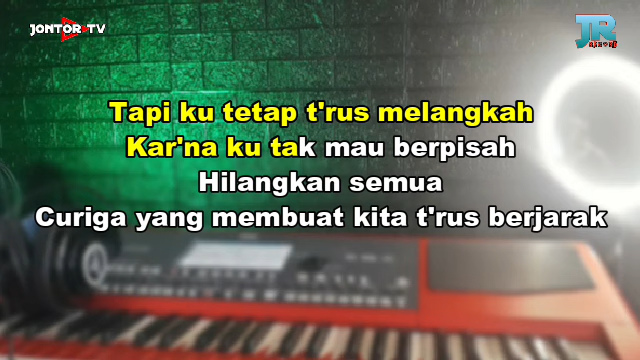 JONTOR TV
JR
Tapi ku tetap t'rus melangkah
Kar'na ku tak mau berpisah
Hilangkan semua
Curiga yang membuat kita t'rus berjarak